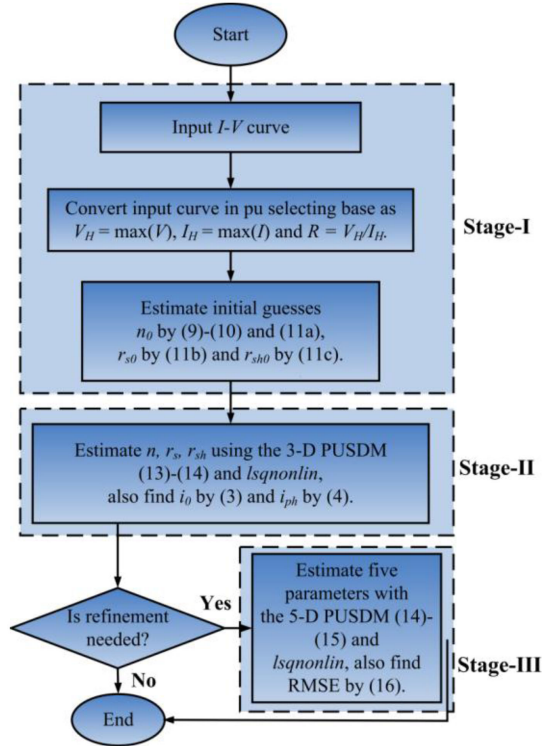 Start
Input I-V curve
Convert input curve in pu selecting base as
V_H = max(V), I_H = max(I) and R = V_H/I_H.
Stage-I
Estimate initial guesses
n_0 by (9)-(10) and (11a),
r_s0 by (11b) and r_sh0 by (11c).
Estimate n, r_s, r_sh using the 3-D PUSDM
(13)-(14) and lsqnonlin,
also find i_0 by (3) and i_ph by (4).
Stage-II
Is refinement
needed?
Yes
No
Estimate five
parameters with
the 5-D PUSDM (14)-
(15) and
lsqnonlin, also find
RMSE by (16).
Stage-III
End